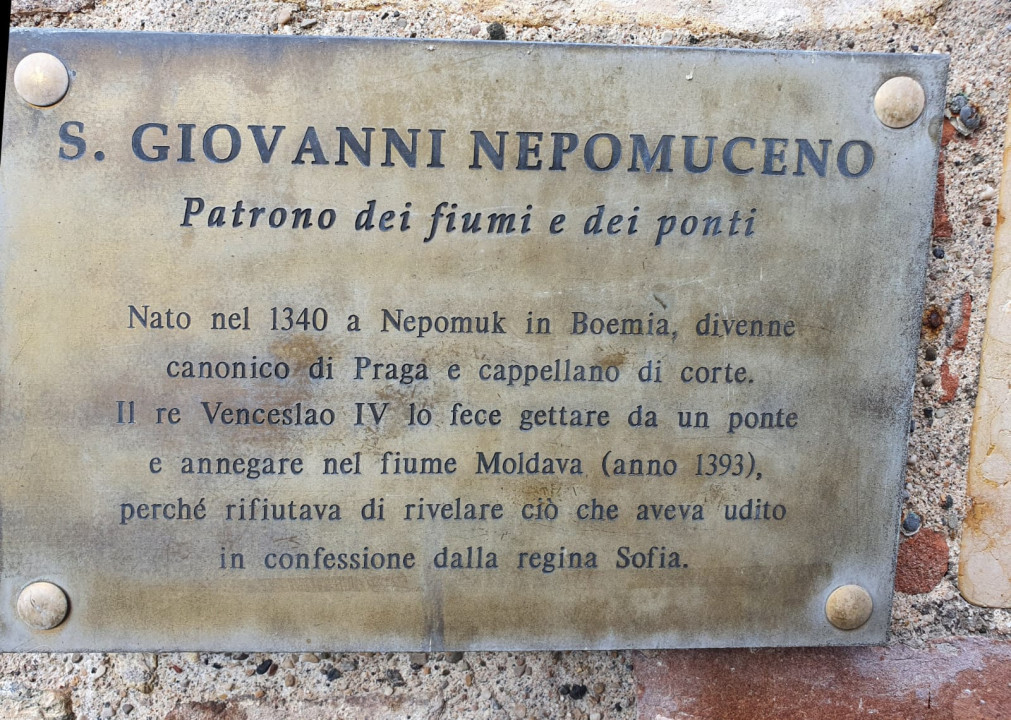 S. GIOVANNI NEPOMUCENO
Patrono dei fiumi e dei ponti
Nato nel 1340 a Nepomuk in Boemia, divenne
canonico di Praga e cappellano di corte.
Il re Venceslao IV lo fece gettare da un ponte
e annegare nel fiume Moldava (anno 1393),
perché rifiutava di rivelare ciò che aveva udito
in confessione dalla regina Sofia.